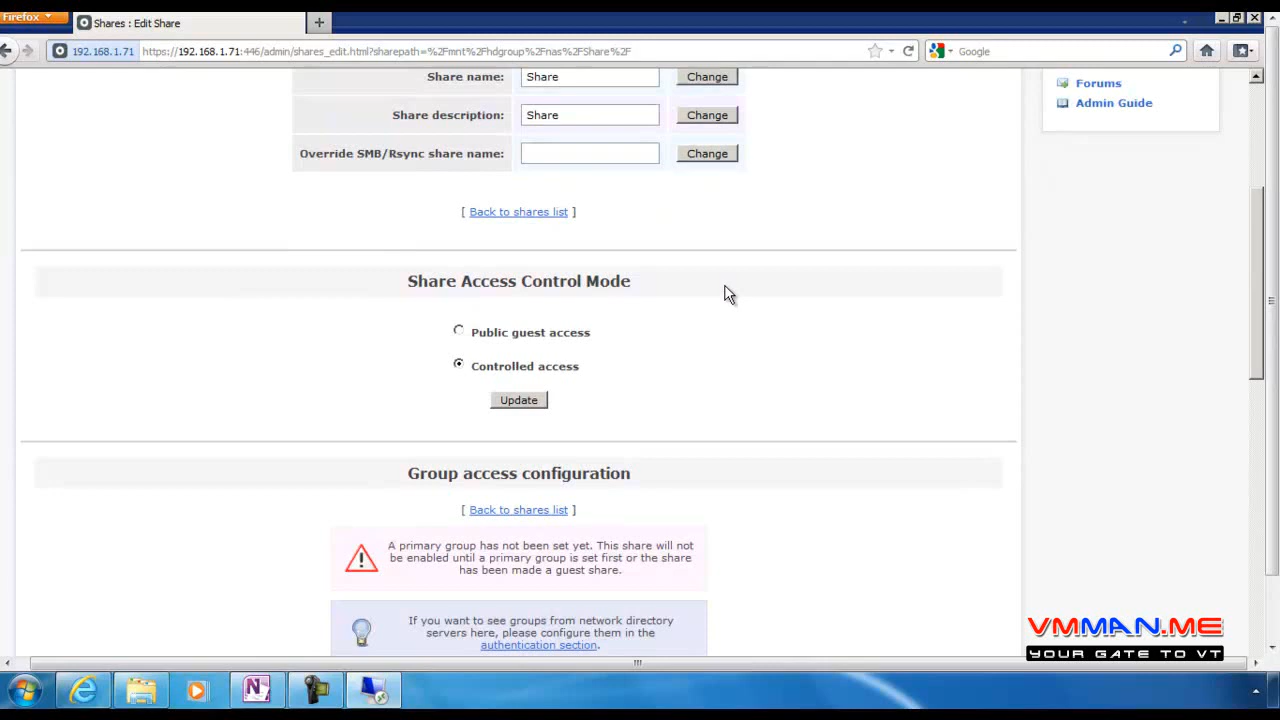 Firefox
Shares : Edit Share
192.168.1.71 https://192.168.1.71:446/admin/shares_edit.html?sharepath=%2Fmnt%2Fhdgroup%2Fnas%2FShare%2F
Google
Share name: Share Change
Forums
Share description: Share Change
Admin Guide
Override SMB/Rsync share name: Change
[ Back to shares list ]
Share Access Control Mode
Public guest access
Controlled access
Update
Group access configuration
[ Back to shares list ]
A primary group has not been set yet. This share will not
be enabled until a primary group is set first or the share
has been made a guest share.
If you want to see groups from network directory
servers here, please configure them in the
authentication section.
VMMAN.ME
YOUR GATE TO VT